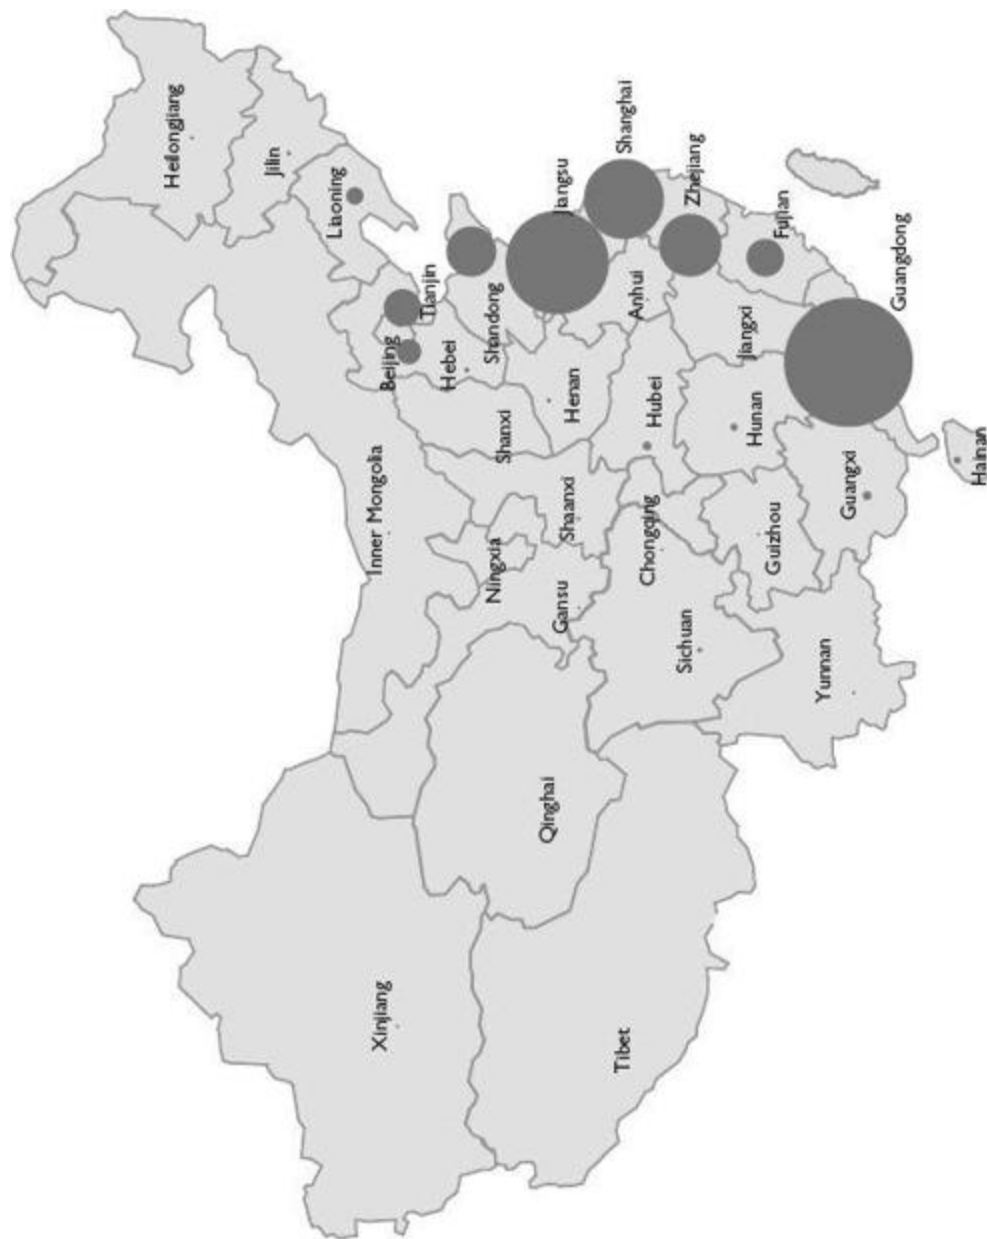 Heilongjiang
Jilin
Liaoning
Inner Mongolia
Beijing
Tianjin
Hebei
Shandong
Shanxi
Ningxia
Shaanxi
Gansu
Qinghai
Xinjiang
Tibet
Henan
Jiangsu
Shanghai
Anhui
Hubei
Chongqing
Sichuan
Zhejiang
Jiangxi
Hunan
Guizhou
Yunnan
Fujian
Guangdong
Guangxi
Hainan